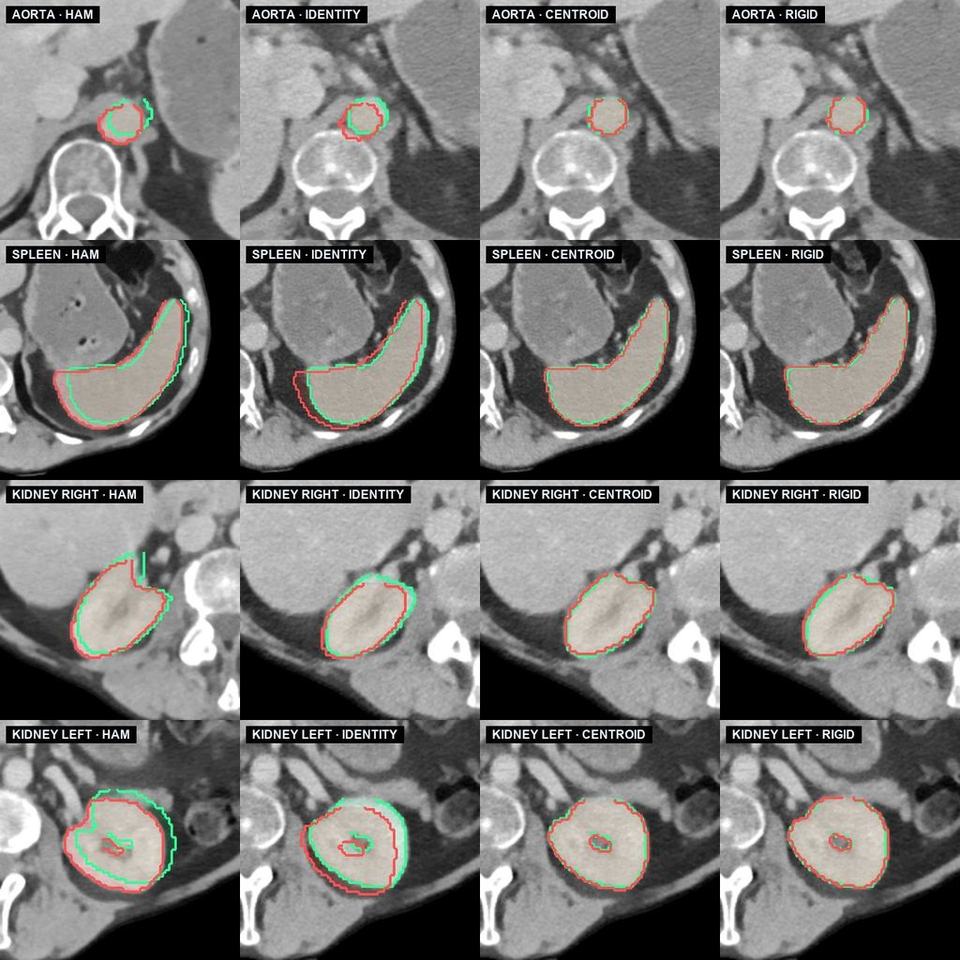 AORTA · HAM
AORTA · IDENTITY
AORTA · CENTROID
AORTA · RIGID
SPLEEN · HAM
SPLEEN · IDENTITY
SPLEEN · CENTROID
SPLEEN · RIGID
KIDNEY RIGHT · HAM
KIDNEY RIGHT · IDENTITY
KIDNEY RIGHT · CENTROID
KIDNEY RIGHT · RIGID
KIDNEY LEFT · HAM
KIDNEY LEFT · IDENTITY
KIDNEY LEFT · CENTROID
KIDNEY LEFT · RIGID